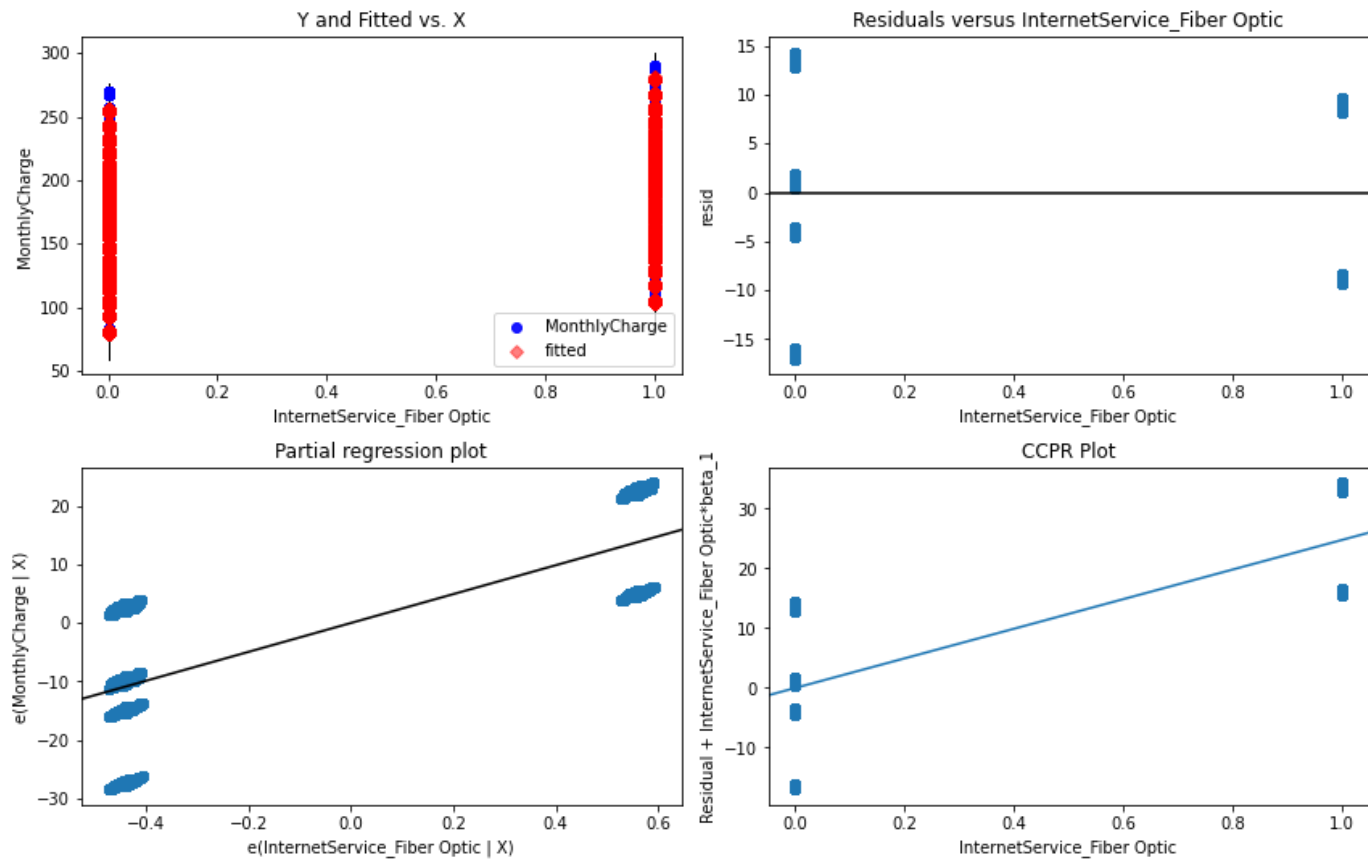 Y and Fitted vs. X
300
250
200
150
100
50
MonthlyCharge
MonthlyCharge
fitted
0.0 0.2 0.4 0.6 0.8 1.0
InternetService_Fiber Optic
Residuals versus InternetService_Fiber Optic
15
10
5
0
−5
−10
−15
resid
0.0 0.2 0.4 0.6 0.8 1.0
InternetService_Fiber Optic
Partial regression plot
20
10
0
−10
−20
−30
e(MonthlyCharge | X)
−0.4 −0.2 0.0 0.2 0.4 0.6
e(InternetService_Fiber Optic | X)
CCPR Plot
30
20
10
0
−10
Residual + InternetService_Fiber Optic*beta_1
0.0 0.2 0.4 0.6 0.8 1.0
InternetService_Fiber Optic